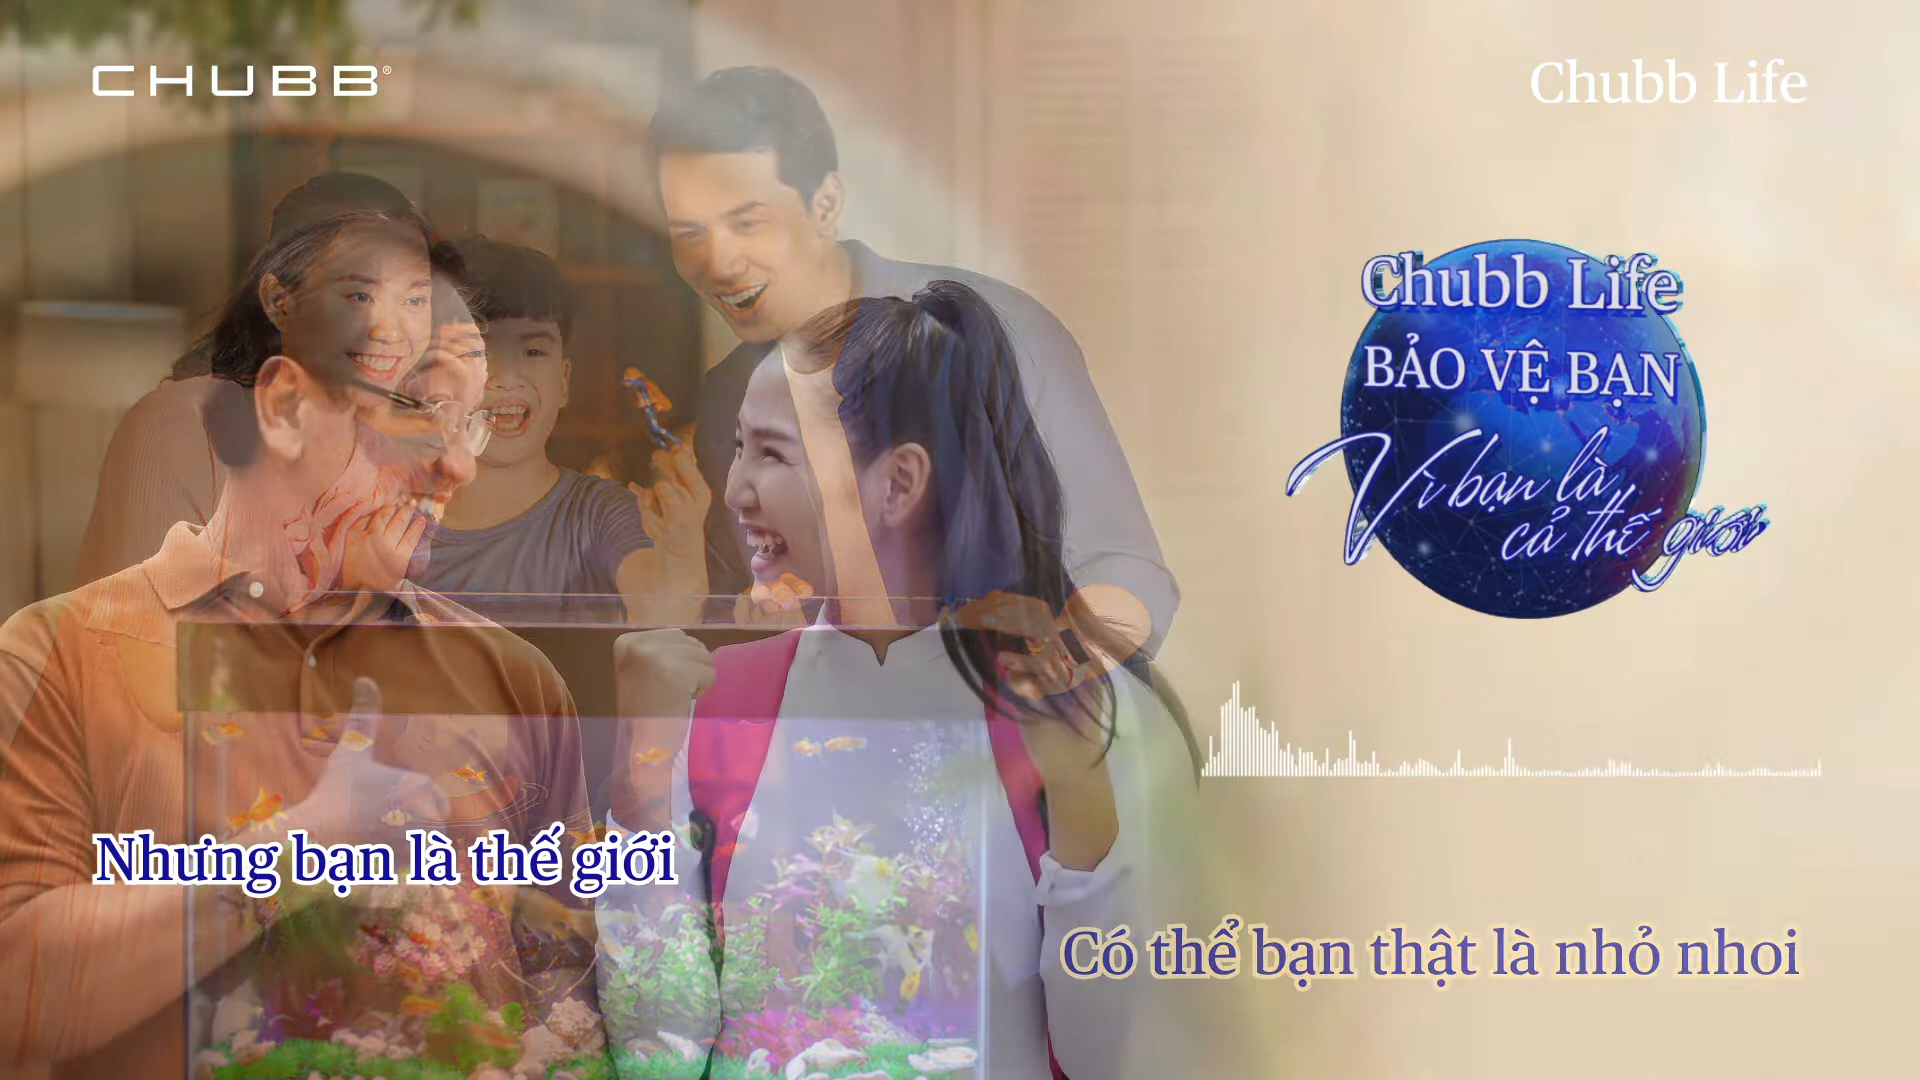 CHUBB®
Chubb Life
Chubb Life
BẢO VỆ BẠN
Vì bạn là
cả thế giới
Nhưng bạn là thế giới
Có thể bạn thật là nhỏ nhoi